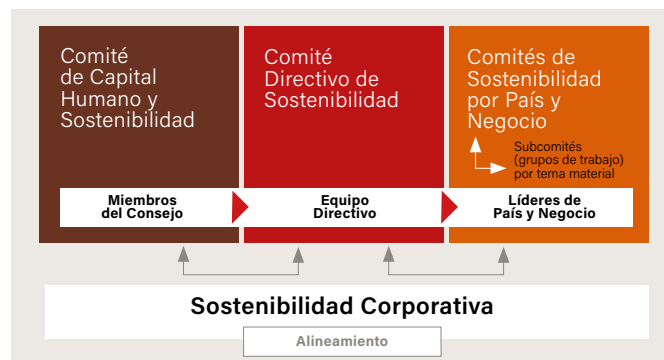 Comité
de Capital
Humano y
Sostenibilidad
Comité
Directivo de
Sostenibilidad
Comités de
Sostenibilidad
por País y
Negocio
Subcomités
(grupos de trabajo)
por tema material
Miembros
del Consejo
Equipo
Directivo
Líderes de
País y Negocio
Sostenibilidad Corporativa
Alineamiento